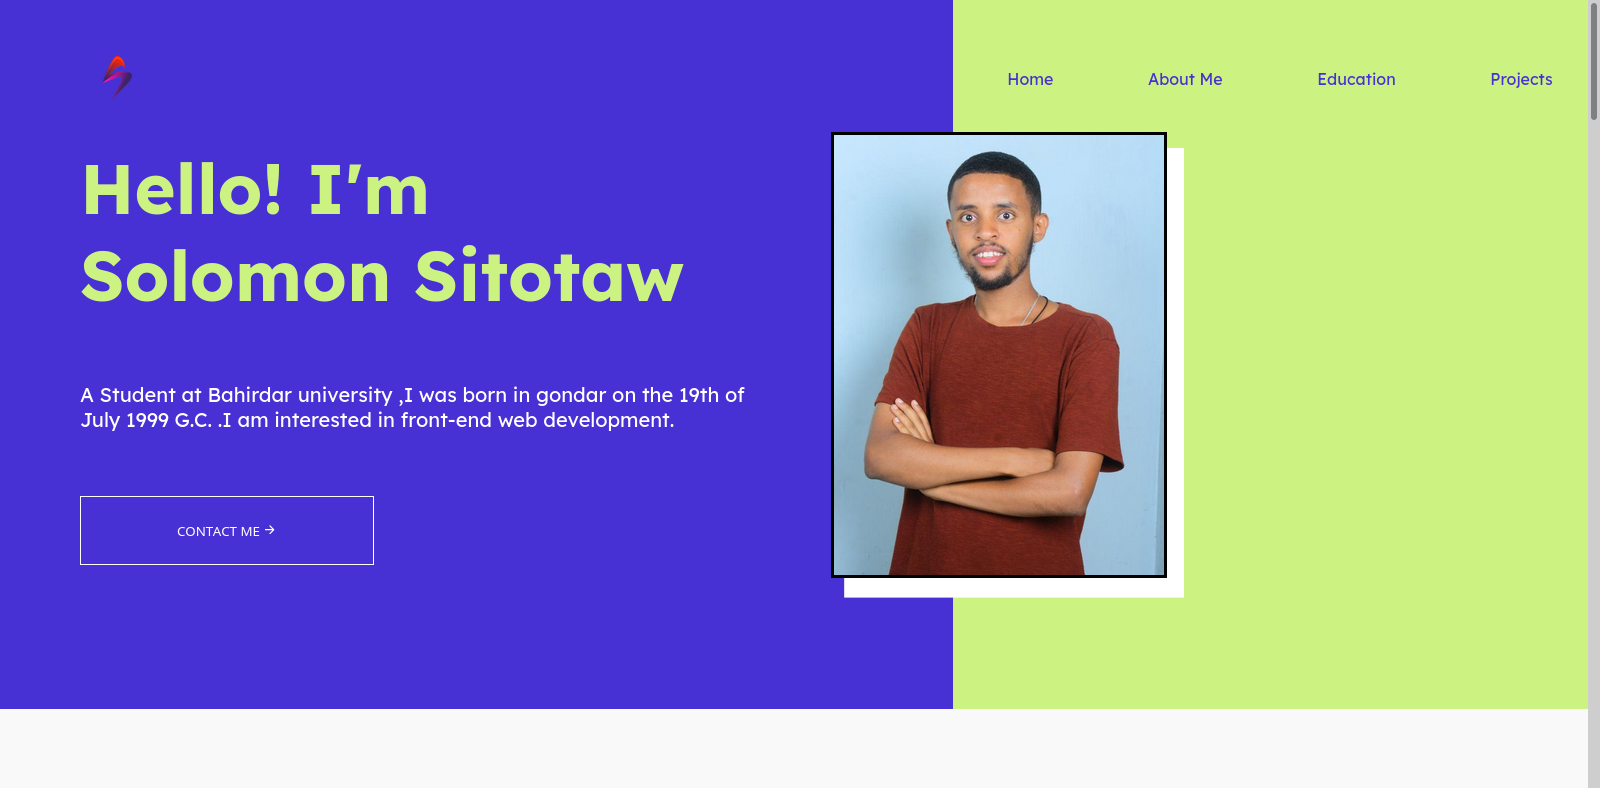 Home About Me Education Projects
Hello! I'm
Solomon Sitotaw
A Student at Bahirdar university ,I was born in gondar on the 19th of
July 1999 G.C. .I am interested in front-end web development.
CONTACT ME →